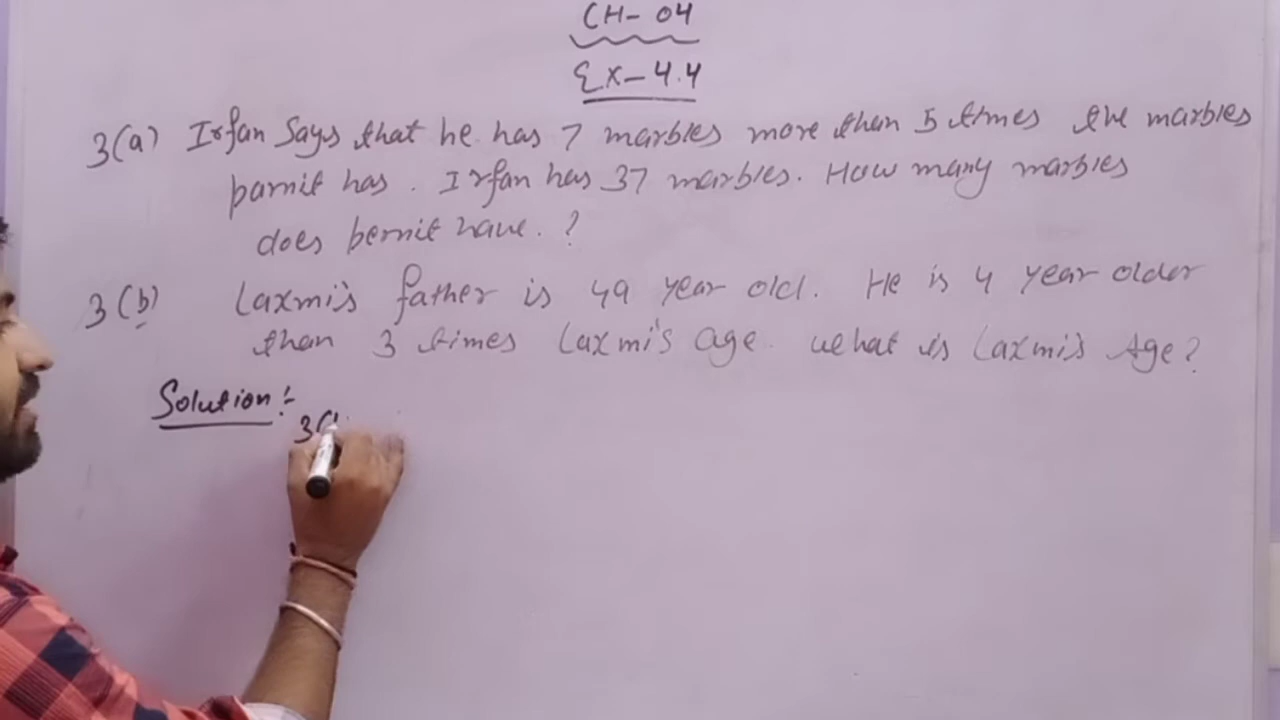 CH- 04
Ex- 4.4
3(a) Irfan Says that he has 7 marbles more than 5 times the marbles
parmit has. Irfan has 37 marbles. How many marbles
does permit have. ?
3(b) Laxmi's father is 49 year old. He is 4 year older
than 3 times Laxmi's age. what is Laxmi's Age?
Solution:-
3(